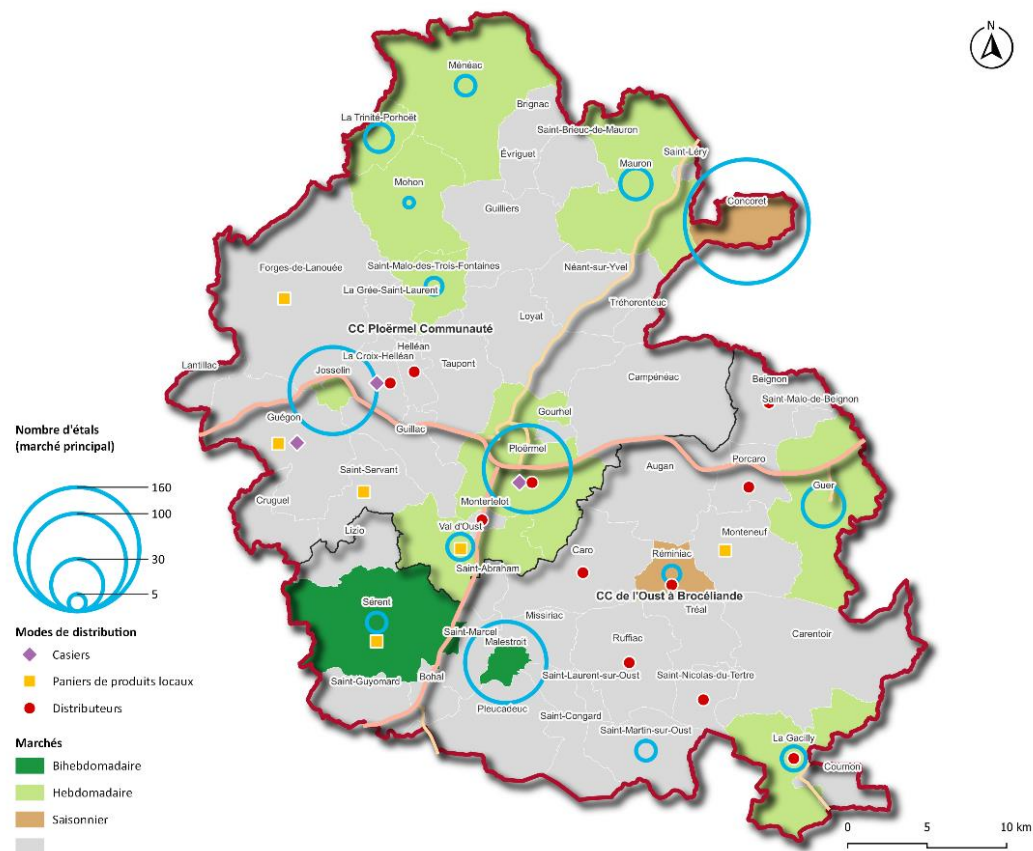 N
Ménéac
Brignac
La Trinité-Porhoët
Saint-Brieuc-de-Mauron
Évriguet
Saint-Léry
Mauron
Mohon
Concoret
Guilliers
Forges-de-Lanouée
Saint-Malo-des-Trois-Fontaines
Néant-sur-Yvel
La Grée-Saint-Laurent
Tréhorenteuc
Loyat
CC Ploërmel Communauté
Helléan
La Croix-Helléan
Taupont
Lantillac
Josselin
Campénéac
Beignon
Saint-Malo-de-Beignon
Guégon
Gourhel
Guillac
Ploërmel
Porcaro
Augan
Saint-Servant
Guer
Cruguel
Montertelot
Lizio
Val d'Oust
Monteneuf
Caro
Réminiac
Saint-Abraham
CC de l'Oust à Brocéliande
Sérent
Missiriac
Tréal
Saint-Marcel
Malestroit
Ruffiac
Carentoir
Saint-Guyomard
Bohal
Saint-Laurent-sur-Oust
Saint-Nicolas-du-Tertre
Pleucadeuc
Saint-Congard
Saint-Martin-sur-Oust
La Gacilly
Cournon
Nombre d'étals
(marché principal)
160
100
30
5
Modes de distribution
Casiers
Paniers de produits locaux
Distributeurs
Marchés
Bihebdomadaire
Hebdomadaire
Saisonnier
0 5 10 km